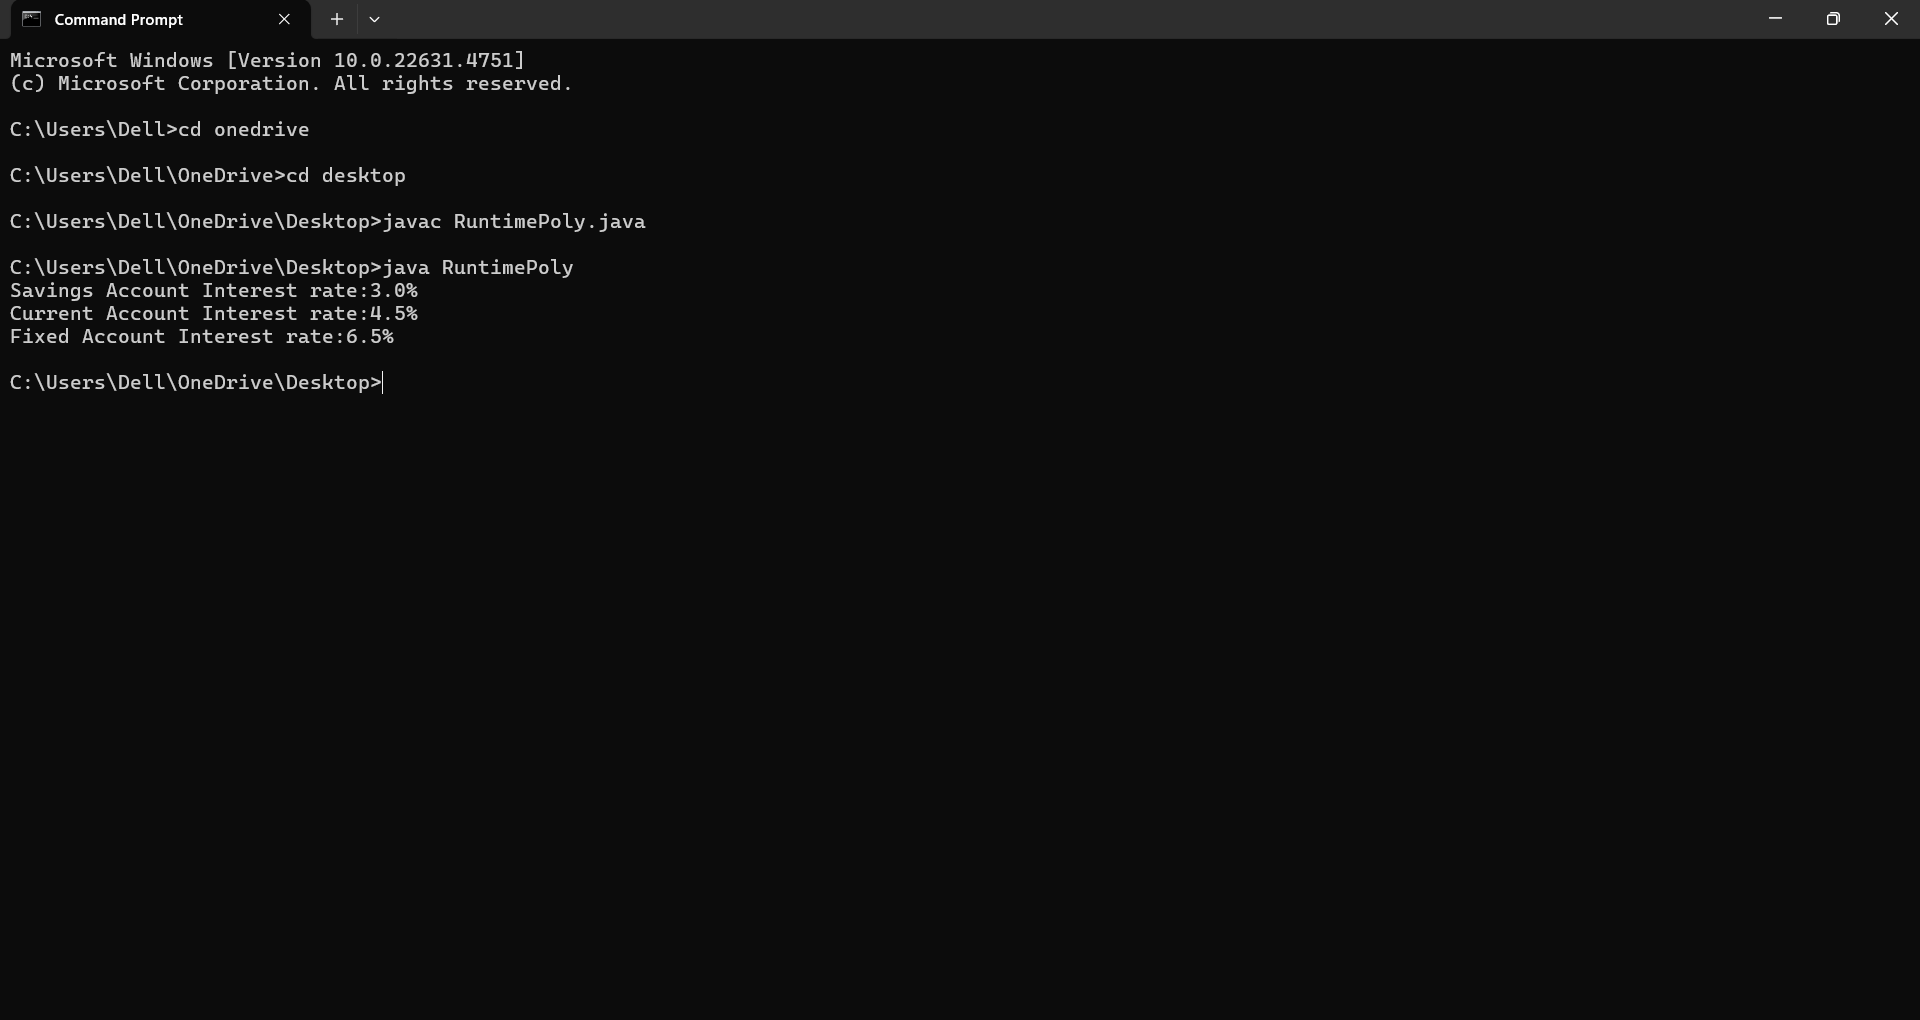 Command Prompt
Microsoft Windows [Version 10.0.22631.4751]
(c) Microsoft Corporation. All rights reserved.
C:\Users\Dell>cd onedrive
C:\Users\Dell\OneDrive>cd desktop
C:\Users\Dell\OneDrive\Desktop>javac RuntimePoly.java
C:\Users\Dell\OneDrive\Desktop>java RuntimePoly
Savings Account Interest rate:3.0%
Current Account Interest rate:4.5%
Fixed Account Interest rate:6.5%
C:\Users\Dell\OneDrive\Desktop>